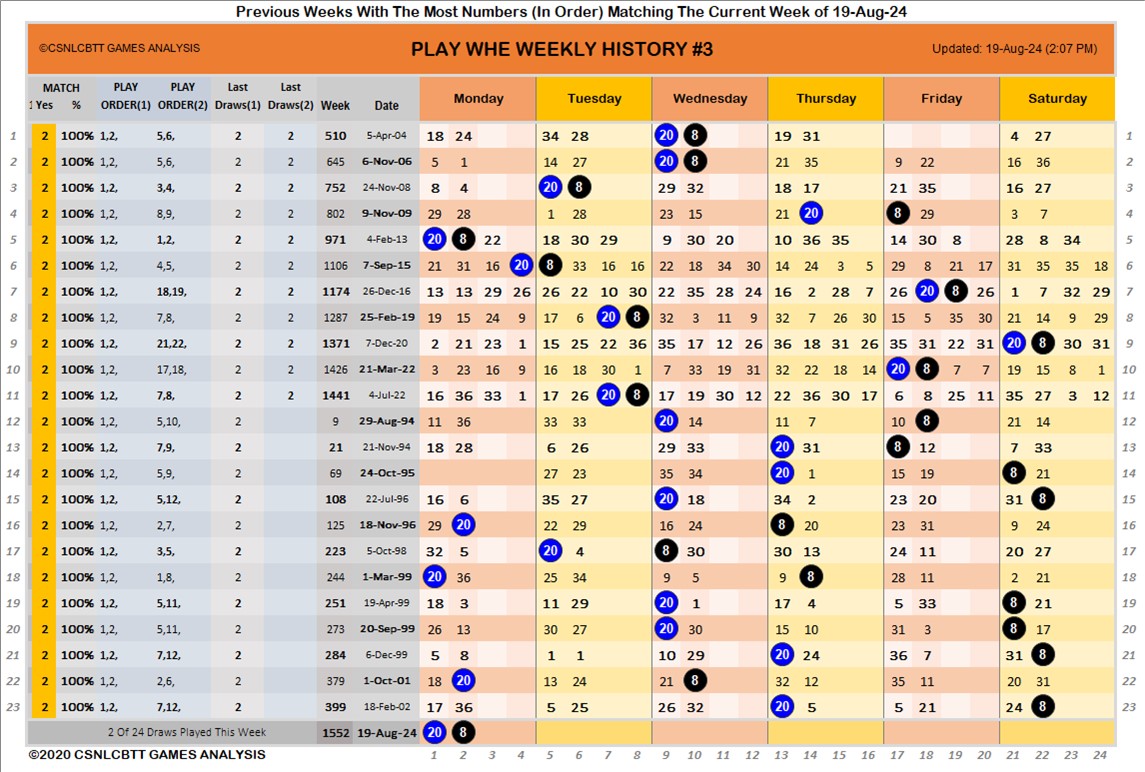 Previous Weeks With The Most Numbers (In Order) Matching The Current Week of 19-Aug-24
©CSNLCBTT GAMES ANALYSIS PLAY WHE WEEKLY HISTORY #3 Updated: 19-Aug-24 (2:07 PM)
MATCH PLAY PLAY Last Last
1 Yes % ORDER(1) ORDER(2) Draws(1) Draws(2) Week Date Monday Tuesday Wednesday Thursday Friday Saturday
1 2 100% 1,2, 5,6, 2 2 510 5-Apr-04 18 24 34 28 20 8 19 31 4 27 1
2 2 100% 1,2, 5,6, 2 2 645 6-Nov-06 5 1 14 27 20 8 21 35 9 22 16 36 2
3 2 100% 1,2, 3,4, 2 2 752 24-Nov-08 8 4 20 8 29 32 18 17 21 35 16 27 3
4 2 100% 1,2, 8,9, 2 2 802 9-Nov-09 29 28 1 28 23 15 21 20 8 29 3 7 4
5 2 100% 1,2, 1,2, 2 2 971 4-Feb-13 20 8 22 18 30 29 9 30 20 10 36 35 14 30 8 28 8 34 5
6 2 100% 1,2, 4,5, 2 2 1106 7-Sep-15 21 31 16 20 8 33 16 16 22 18 34 30 14 24 3 5 29 8 21 17 31 35 35 18 6
7 2 100% 1,2, 18,19, 2 2 1174 26-Dec-16 13 13 29 26 26 22 10 30 22 35 28 24 16 2 28 7 26 20 8 26 1 7 32 29 7
8 2 100% 1,2, 7,8, 2 2 1287 25-Feb-19 19 15 24 9 17 6 20 8 32 3 11 9 32 7 26 30 15 5 35 30 21 14 9 29 8
9 2 100% 1,2, 21,22, 2 2 1371 7-Dec-20 2 21 23 1 15 25 22 36 35 17 12 26 36 18 31 26 35 31 22 31 20 8 30 31 9
10 2 100% 1,2, 17,18, 2 2 1426 21-Mar-22 3 23 16 9 16 18 30 1 7 33 19 31 32 22 18 14 20 8 7 7 19 15 8 1 10
11 2 100% 1,2, 7,8, 2 2 1441 4-Jul-22 16 36 33 1 17 26 20 8 17 19 30 12 22 36 30 17 6 8 25 11 35 27 3 12 11
12 2 100% 1,2, 5,10, 2 9 29-Aug-94 11 36 33 33 20 14 11 7 10 8 21 14 12
13 2 100% 1,2, 7,9, 2 21 21-Nov-94 18 28 6 26 29 33 20 31 8 12 7 33 13
14 2 100% 1,2, 5,9, 2 69 24-Oct-95 27 23 35 34 20 1 15 19 8 21 14
15 2 100% 1,2, 5,12, 2 108 22-Jul-96 16 6 35 27 20 18 34 2 23 20 31 8 15
16 2 100% 1,2, 2,7, 2 125 18-Nov-96 29 20 22 29 16 24 8 20 23 31 9 24 16
17 2 100% 1,2, 3,5, 2 223 5-Oct-98 32 5 20 4 8 30 30 13 24 11 20 27 17
18 2 100% 1,2, 1,8, 2 244 1-Mar-99 20 36 25 34 9 5 9 8 28 11 2 21 18
19 2 100% 1,2, 5,11, 2 251 19-Apr-99 18 3 11 29 20 1 17 4 5 33 8 21 19
20 2 100% 1,2, 5,11, 2 273 20-Sep-99 26 13 30 27 20 30 15 10 31 3 8 17 20
21 2 100% 1,2, 7,12, 2 284 6-Dec-99 5 8 1 1 10 29 20 24 36 7 31 8 21
22 2 100% 1,2, 2,6, 2 379 1-Oct-01 18 20 13 24 21 8 32 12 35 11 20 31 22
23 2 100% 1,2, 7,12, 2 399 18-Feb-02 17 36 5 25 26 32 20 5 5 21 24 8 23
2 Of 24 Draws Played This Week 1552 19-Aug-24 20 8
©2020 CSNLCBTT GAMES ANALYSIS 1 2 3 4 5 6 7 8 9 10 11 12 13 14 15 16 17 18 19 20 21 22 23 24